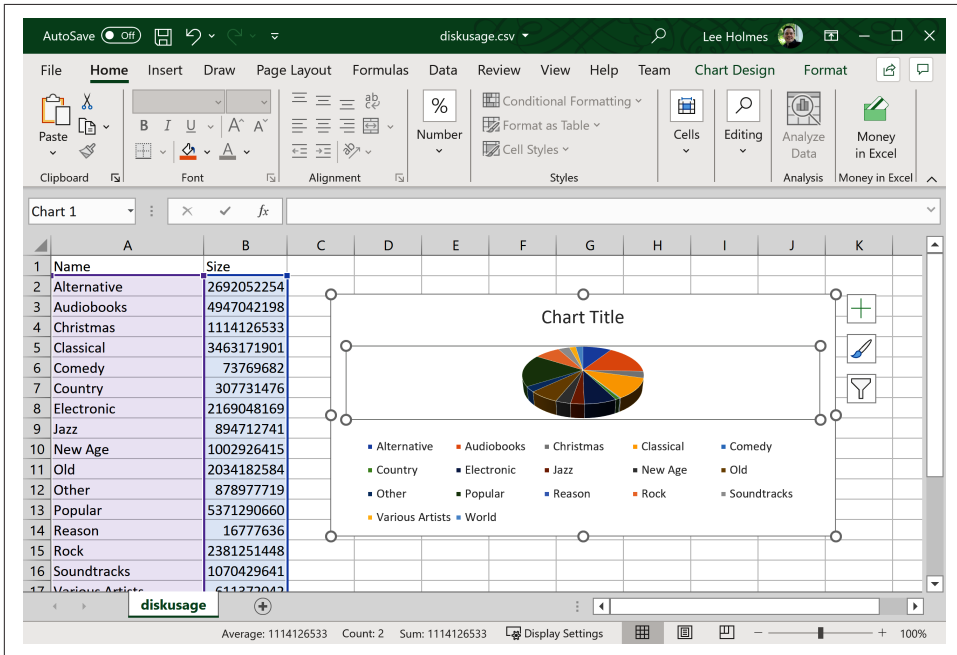 AutoSave Off diskusage.csv Lee Holmes
File Home Insert Draw Page Layout Formulas Data Review View Help Team Chart Design Format
Paste
B I U A A
ab
%
Number
Conditional Formatting
Format as Table
Cell Styles
Cells
Editing
Analyze
Data
Money
in Excel
Clipboard Font Alignment Styles Analysis Money in Excel
Chart 1 fx
A B C D E F G H I J K
1 Name Size
2 Alternative 2692052254
3 Audiobooks 4947042198
4 Christmas 1114126533
5 Classical 3463171901
6 Comedy 73769682
7 Country 307731476
8 Electronic 2169048169
9 Jazz 894712741
10 New Age 1002926415
11 Old 2034182584
12 Other 878977719
13 Popular 5371290660
14 Reason 16777636
15 Rock 2381251448
16 Soundtracks 1070429641
17 Various Artists 611372042
Chart Title
Alternative Audiobooks Christmas Classical Comedy
Country Electronic Jazz New Age Old
Other Popular Reason Rock Soundtracks
Various Artists World
diskusage
Average: 1114126533 Count: 2 Sum: 1114126533 Display Settings 100%